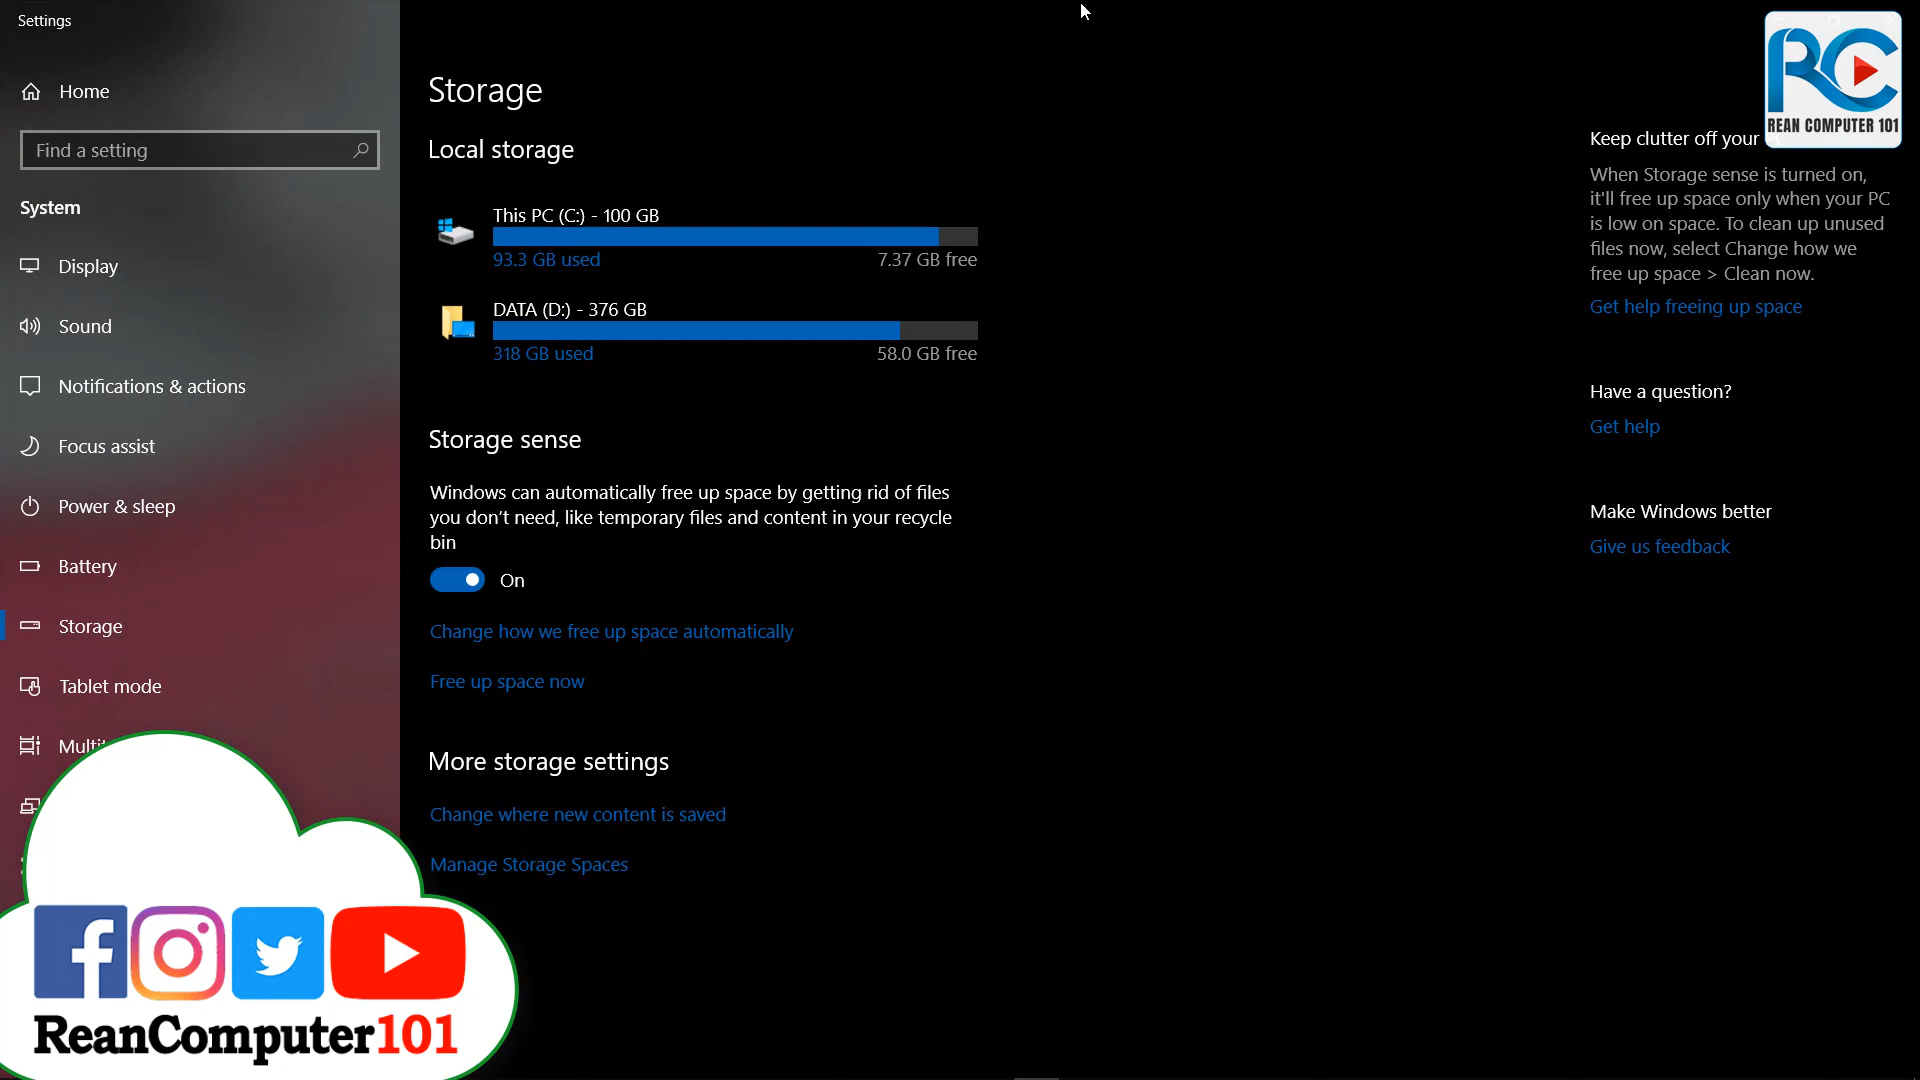 Settings
Home
Find a setting
System
Display
Sound
Notifications & actions
Focus assist
Power & sleep
Battery
Storage
Tablet mode
Storage
Local storage
This PC (C:) - 100 GB
93.3 GB used
7.37 GB free
DATA (D:) - 376 GB
318 GB used
58.0 GB free
Storage sense
Windows can automatically free up space by getting rid of files
you don’t need, like temporary files and content in your recycle
bin
On
Change how we free up space automatically
Free up space now
More storage settings
Change where new content is saved
Manage Storage Spaces
RC
REAN COMPUTER 101
Keep clutter off your
When Storage sense is turned on,
it'll free up space only when your PC
is low on space. To clean up unused
files now, select Change how we
free up space > Clean now.
Get help freeing up space
Have a question?
Get help
Make Windows better
Give us feedback
ReanComputer101